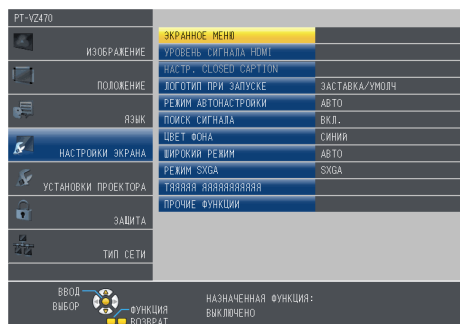 PT-VZ470
ИЗОБРАЖЕНИЕ
ПОЛОЖЕНИЕ
ЯЗЫК
НАСТРОЙКИ ЭКРАНА
УСТАНОВКИ ПРОЕКТОРА
ЗАЩИТА
ТИП СЕТИ
ЭКРАННОЕ МЕНЮ
УРОВЕНЬ СИГНАЛА HDMI
НАСТР. CLOSED CAPTION
ЛОГОТИП ПРИ ЗАПУСКЕ ЗАСТАВКА/УМОЛЧ
РЕЖИМ АВТОНАСТРОЙКИ АВТО
ПОИСК СИГНАЛА ВКЛ.
ЦВЕТ ФОНА СИНИЙ
ШИРОКИЙ РЕЖИМ АВТО
РЕЖИМ SXGA SXGA
ТЯЯЯЯЯ ЯЯЯЯЯЯЯЯЯЯЯ
ПРОЧИЕ ФУНКЦИИ
ВВОД
ВЫБОР
ФУНКЦИЯ
ВОЗВРАТ
НАЗНАЧЕННАЯ ФУНКЦИЯ:
ВЫКЛЮЧЕНО